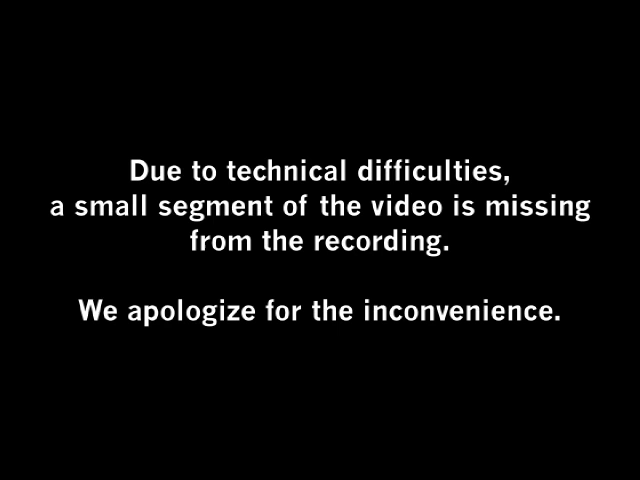 Due to technical difficulties,
a small segment of the video is missing
from the recording.
We apologize for the inconvenience.